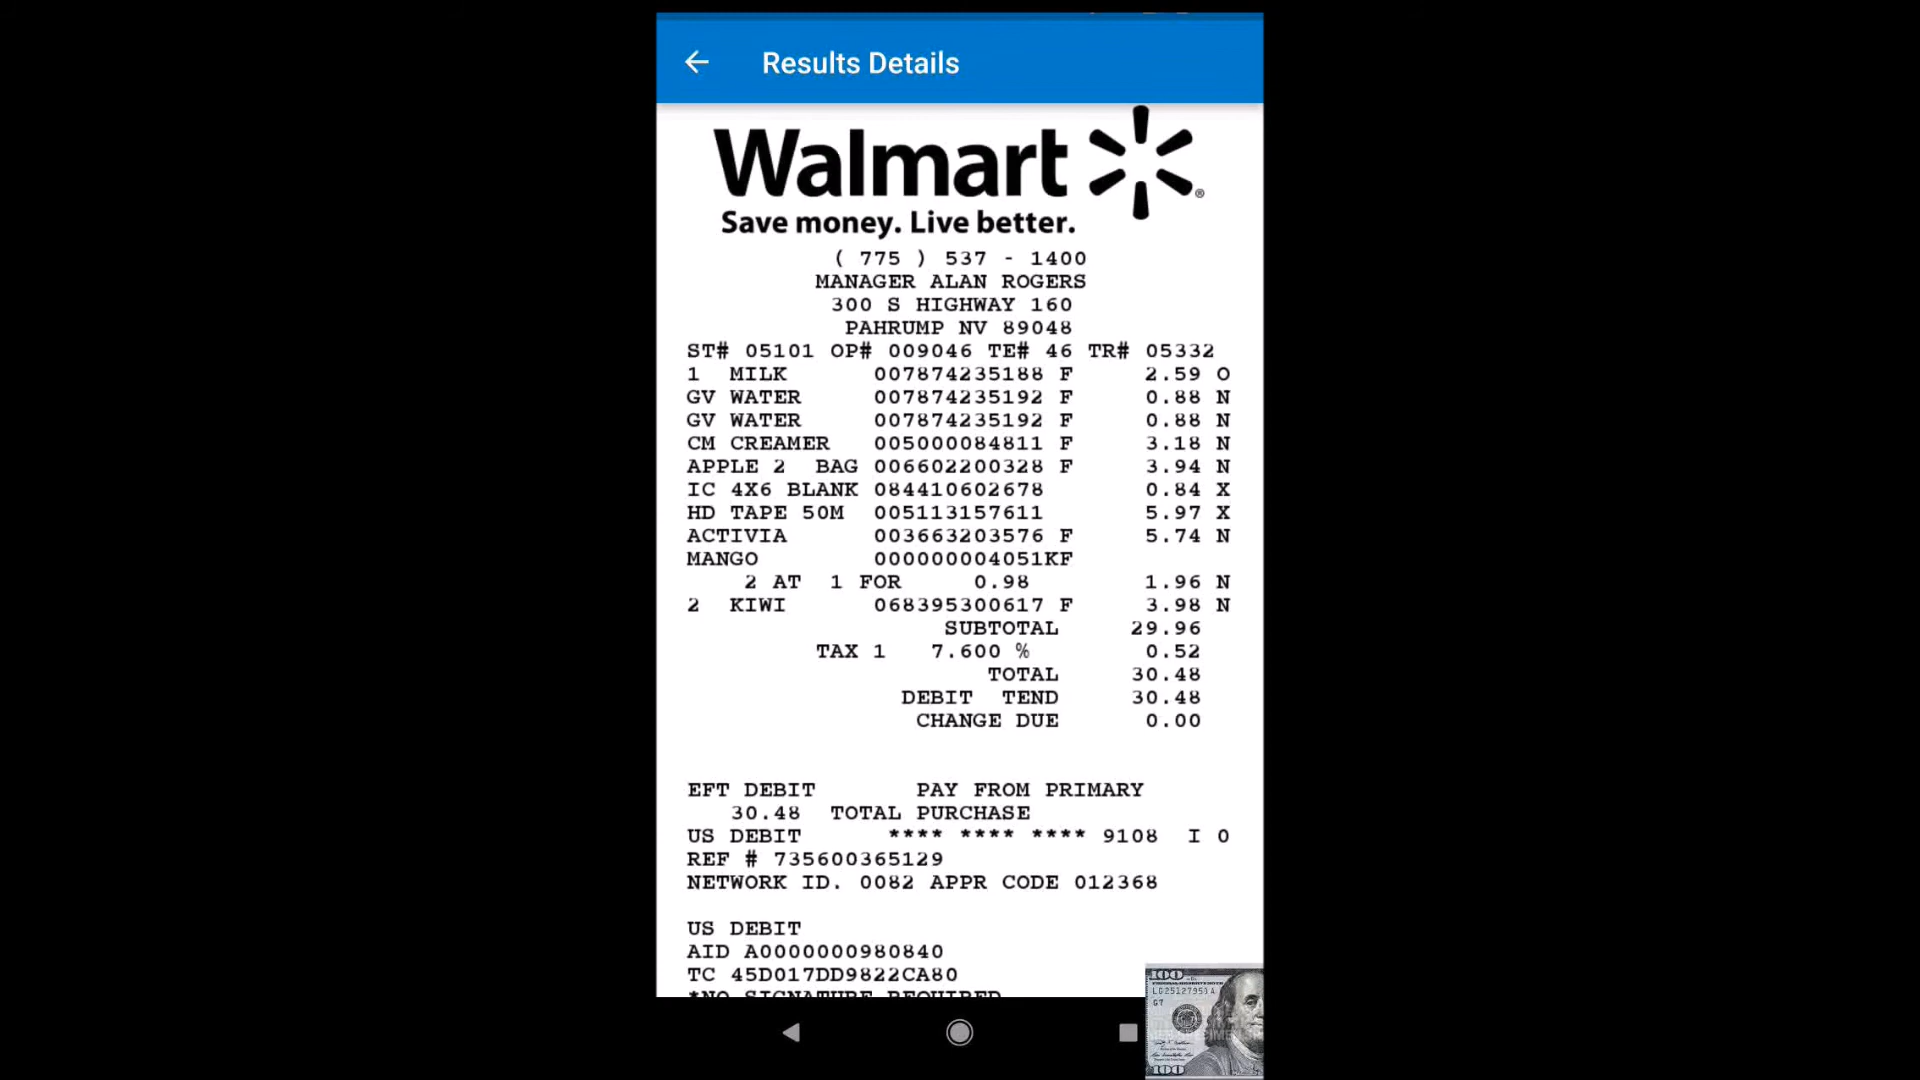 Results Details
Walmart
Save money. Live better.
( 775 ) 537 - 1400
MANAGER ALAN ROGERS
300 S HIGHWAY 160
PAHRUMP NV 89048
ST# 05101 OP# 009046 TE# 46 TR# 05332
1 MILK 007874235188 F 2.59 O
GV WATER 007874235192 F 0.88 N
GV WATER 007874235192 F 0.88 N
CM CREAMER 005000084811 F 3.18 N
APPLE 2 BAG 006602200328 F 3.94 N
IC 4X6 BLANK 084410602678 0.84 X
HD TAPE 50M 005113157611 5.97 X
ACTIVIA 003663203576 F 5.74 N
MANGO 000000004051KF
2 AT 1 FOR 0.98 1.96 N
2 KIWI 068395300617 F 3.98 N
SUBTOTAL 29.96
TAX 1 7.600 % 0.52
TOTAL 30.48
DEBIT TEND 30.48
CHANGE DUE 0.00
EFT DEBIT PAY FROM PRIMARY
30.48 TOTAL PURCHASE
US DEBIT **** **** **** 9108 I 0
REF # 735600365129
NETWORK ID. 0082 APPR CODE 012368
US DEBIT
AID A0000000980840
TC 45D017DD9822CA80
*NO SIGNATURE REQUIRED
100
G7
100